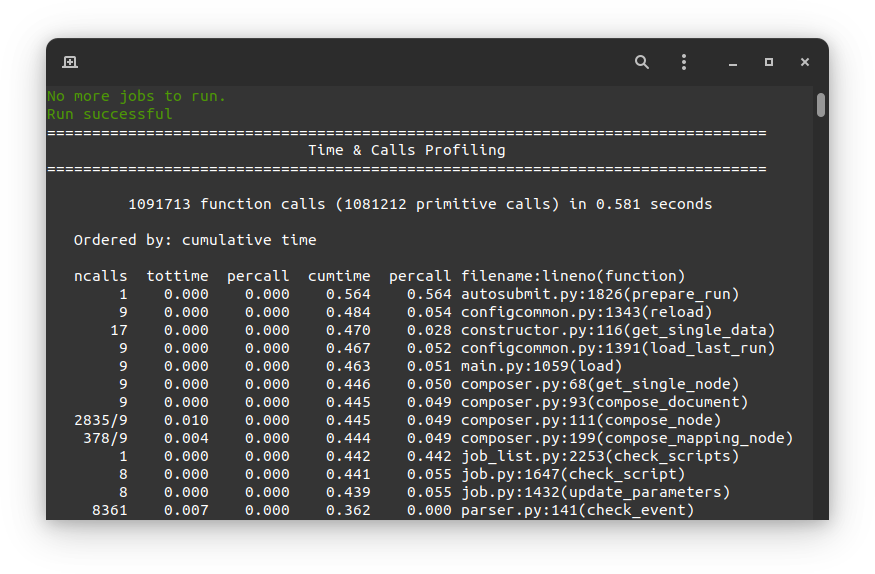 No more jobs to run.
Run successful
================================================================================
Time & Calls Profiling
================================================================================
1091713 function calls (1081212 primitive calls) in 0.581 seconds
Ordered by: cumulative time
ncalls  tottime  percall  cumtime  percall filename:lineno(function)
1    0.000    0.000    0.564    0.564 autosubmit.py:1826(prepare_run)
9    0.000    0.000    0.484    0.054 configcommon.py:1343(reload)
17    0.000    0.000    0.470    0.028 constructor.py:116(get_single_data)
9    0.000    0.000    0.467    0.052 configcommon.py:1391(load_last_run)
9    0.000    0.000    0.463    0.051 main.py:1059(load)
9    0.000    0.000    0.446    0.050 composer.py:68(get_single_node)
9    0.000    0.000    0.445    0.049 composer.py:93(compose_document)
2835/9    0.010    0.000    0.445    0.049 composer.py:111(compose_node)
378/9    0.004    0.000    0.444    0.049 composer.py:199(compose_mapping_node)
1    0.000    0.000    0.442    0.442 job_list.py:2253(check_scripts)
8    0.000    0.000    0.441    0.055 job.py:1647(check_script)
8    0.000    0.000    0.439    0.055 job.py:1432(update_parameters)
8361    0.007    0.000    0.362    0.000 parser.py:141(check_event)